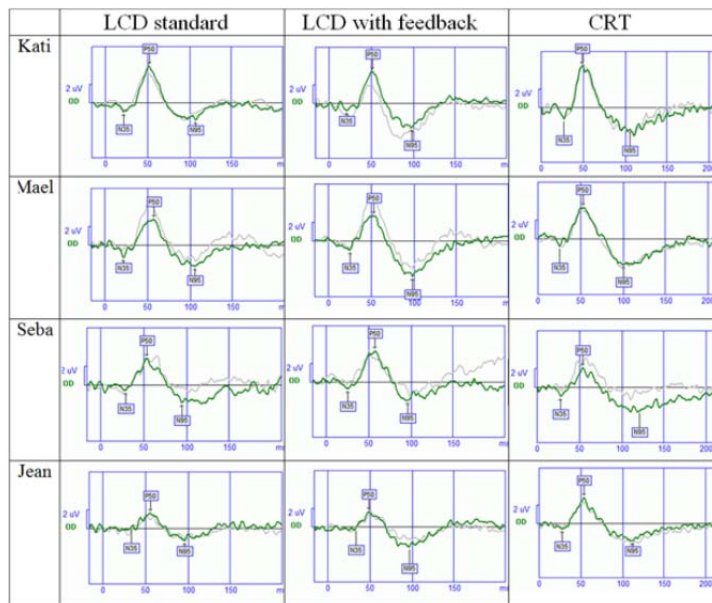 LCD standard LCD with feedback CRT
Kati
P50 P50 P50
2 uV 2 uV 2 uV
OD OD OD
N35 N95 N35 N95 N35 N95
0 50 100 150 m 0 50 100 150 m 0 50 100 150 200
Mael
P50 P50 P50
2 uV 2 uV 2 uV
OD OD OD
N35 N95 N35 N95 N35 N95
0 50 100 150 m 0 50 100 150 m 0 50 100 150 200
Seba
P50 P50 P50
2 uV 2 uV 2 uV
OD OD OD
N35 N95 N35 N95 N35 N95
0 50 100 150 m 0 50 100 150 m 0 50 100 150 200
Jean
P50 P50 P50
2 uV 2 uV 2 uV
OD OD OD
N35 N95 N35 N95 N35 N95
0 50 100 150 m 0 50 100 150 m 0 50 100 150 200